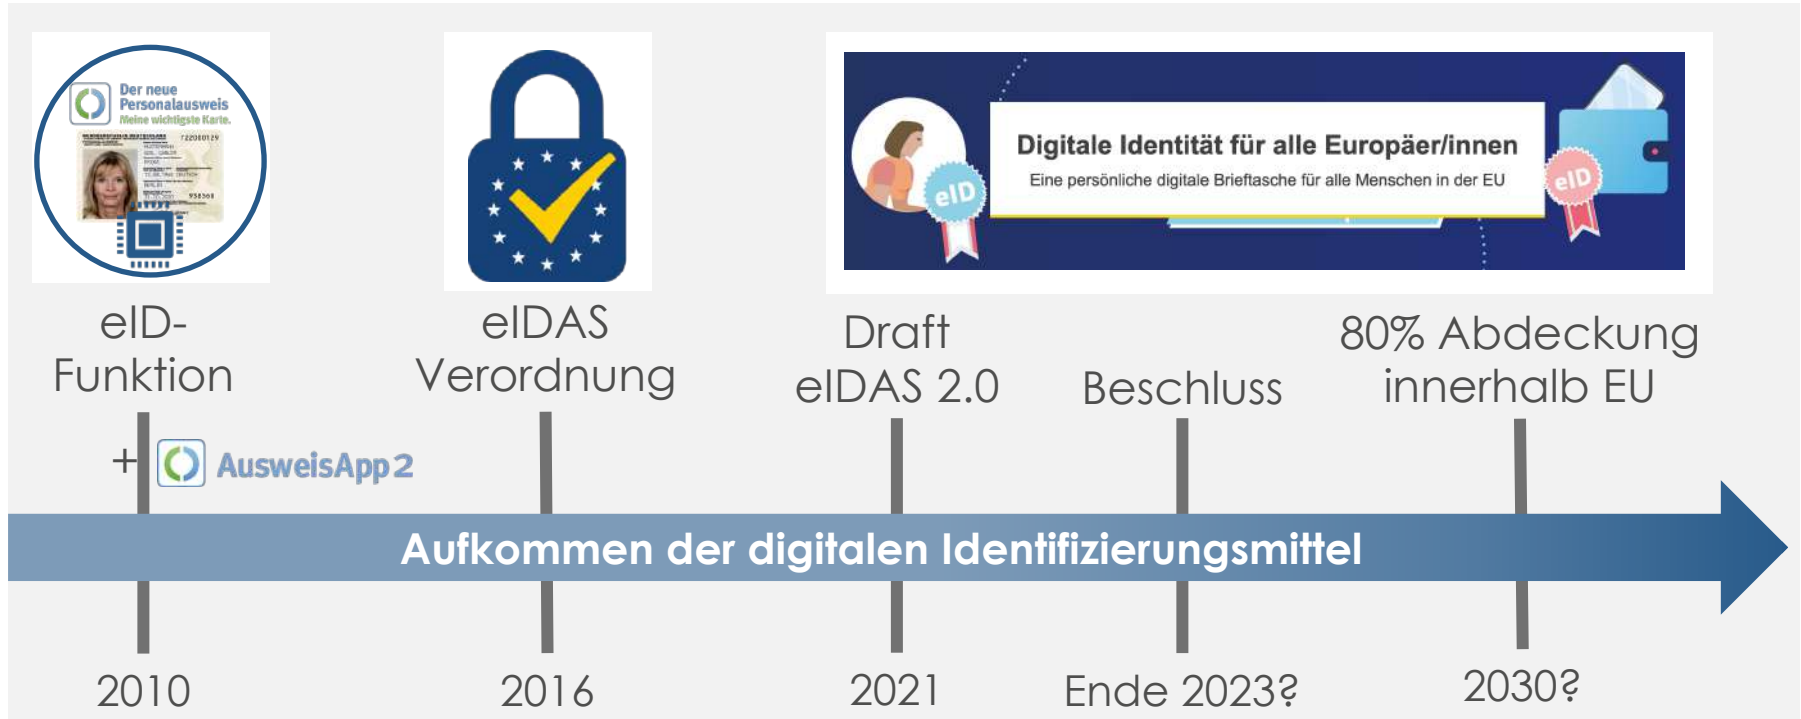 Der neue
Personalausweis
Meine wichtigste Karte.
Digitale Identität für alle Europäer/innen
Eine persönliche digitale Brieftasche für alle Menschen in der EU
eID
eID
eID-
Funktion
eIDAS
Verordnung
Draft
eIDAS 2.0
Beschluss
80% Abdeckung
innerhalb EU
+ AusweisApp2
Aufkommen der digitalen Identifizierungsmittel
2010
2016
2021
Ende 2023?
2030?